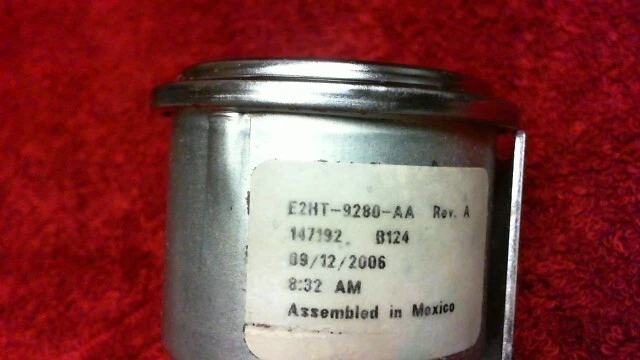 E2HT-9280-AA Rev. A
147192 B124
09/12/2006
8:32 AM
Assembled in Mexico